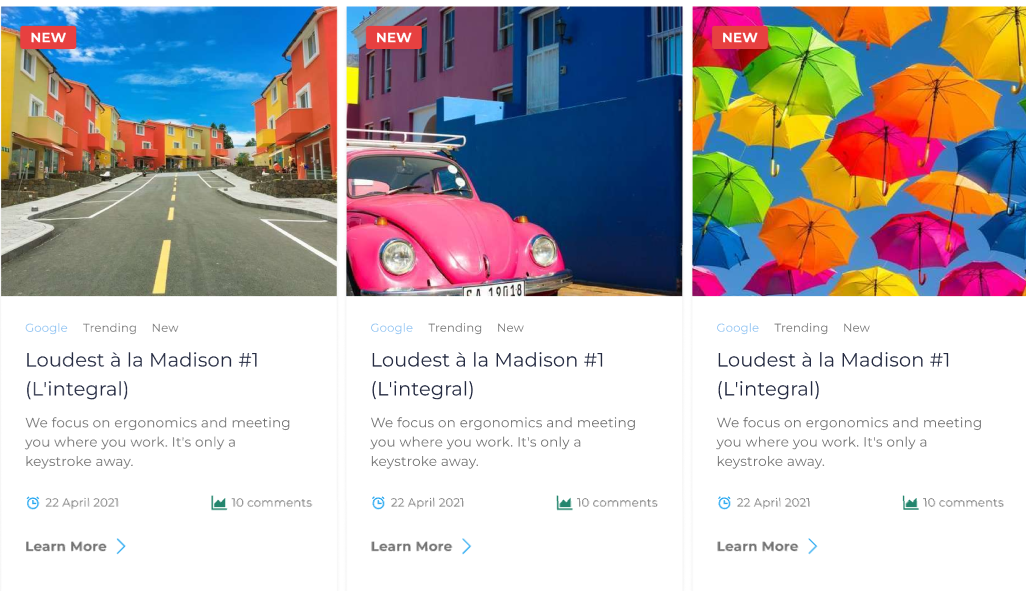 NEW
Google Trending New
Loudest à la Madison #1
(L'integral)
We focus on ergonomics and meeting
you where you work. It's only a
keystroke away.
22 April 2021 10 comments
Learn More
NEW
CA 19018
Google Trending New
Loudest à la Madison #1
(L'integral)
We focus on ergonomics and meeting
you where you work. It's only a
keystroke away.
22 April 2021 10 comments
Learn More
NEW
Google Trending New
Loudest à la Madison #1
(L'integral)
We focus on ergonomics and meeting
you where you work. It's only a
keystroke away.
22 April 2021 10 comments
Learn More